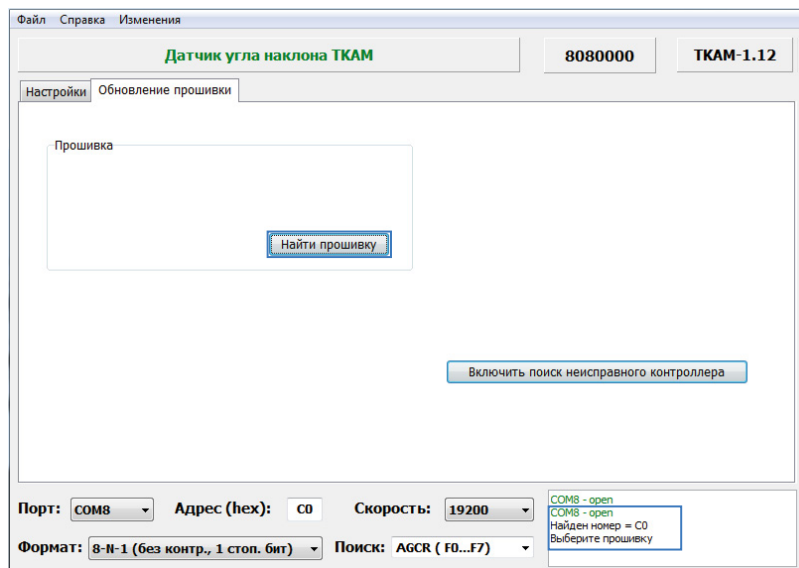 Файл Справка Изменения
Датчик угла наклона ТКАМ 8080000 ТКАМ-1.12
Настройки Обновление прошивки
Прошивка
Найти прошивку
Включить поиск неисправного контроллера
Порт: COM8 Адрес (hex): C0 Скорость: 19200
Формат: 8-N-1 (без контр., 1 стоп. бит) Поиск: AGCR ( F0...F7)
COM8 - open
COM8 - open
Найден номер = C0
Выберите прошивку